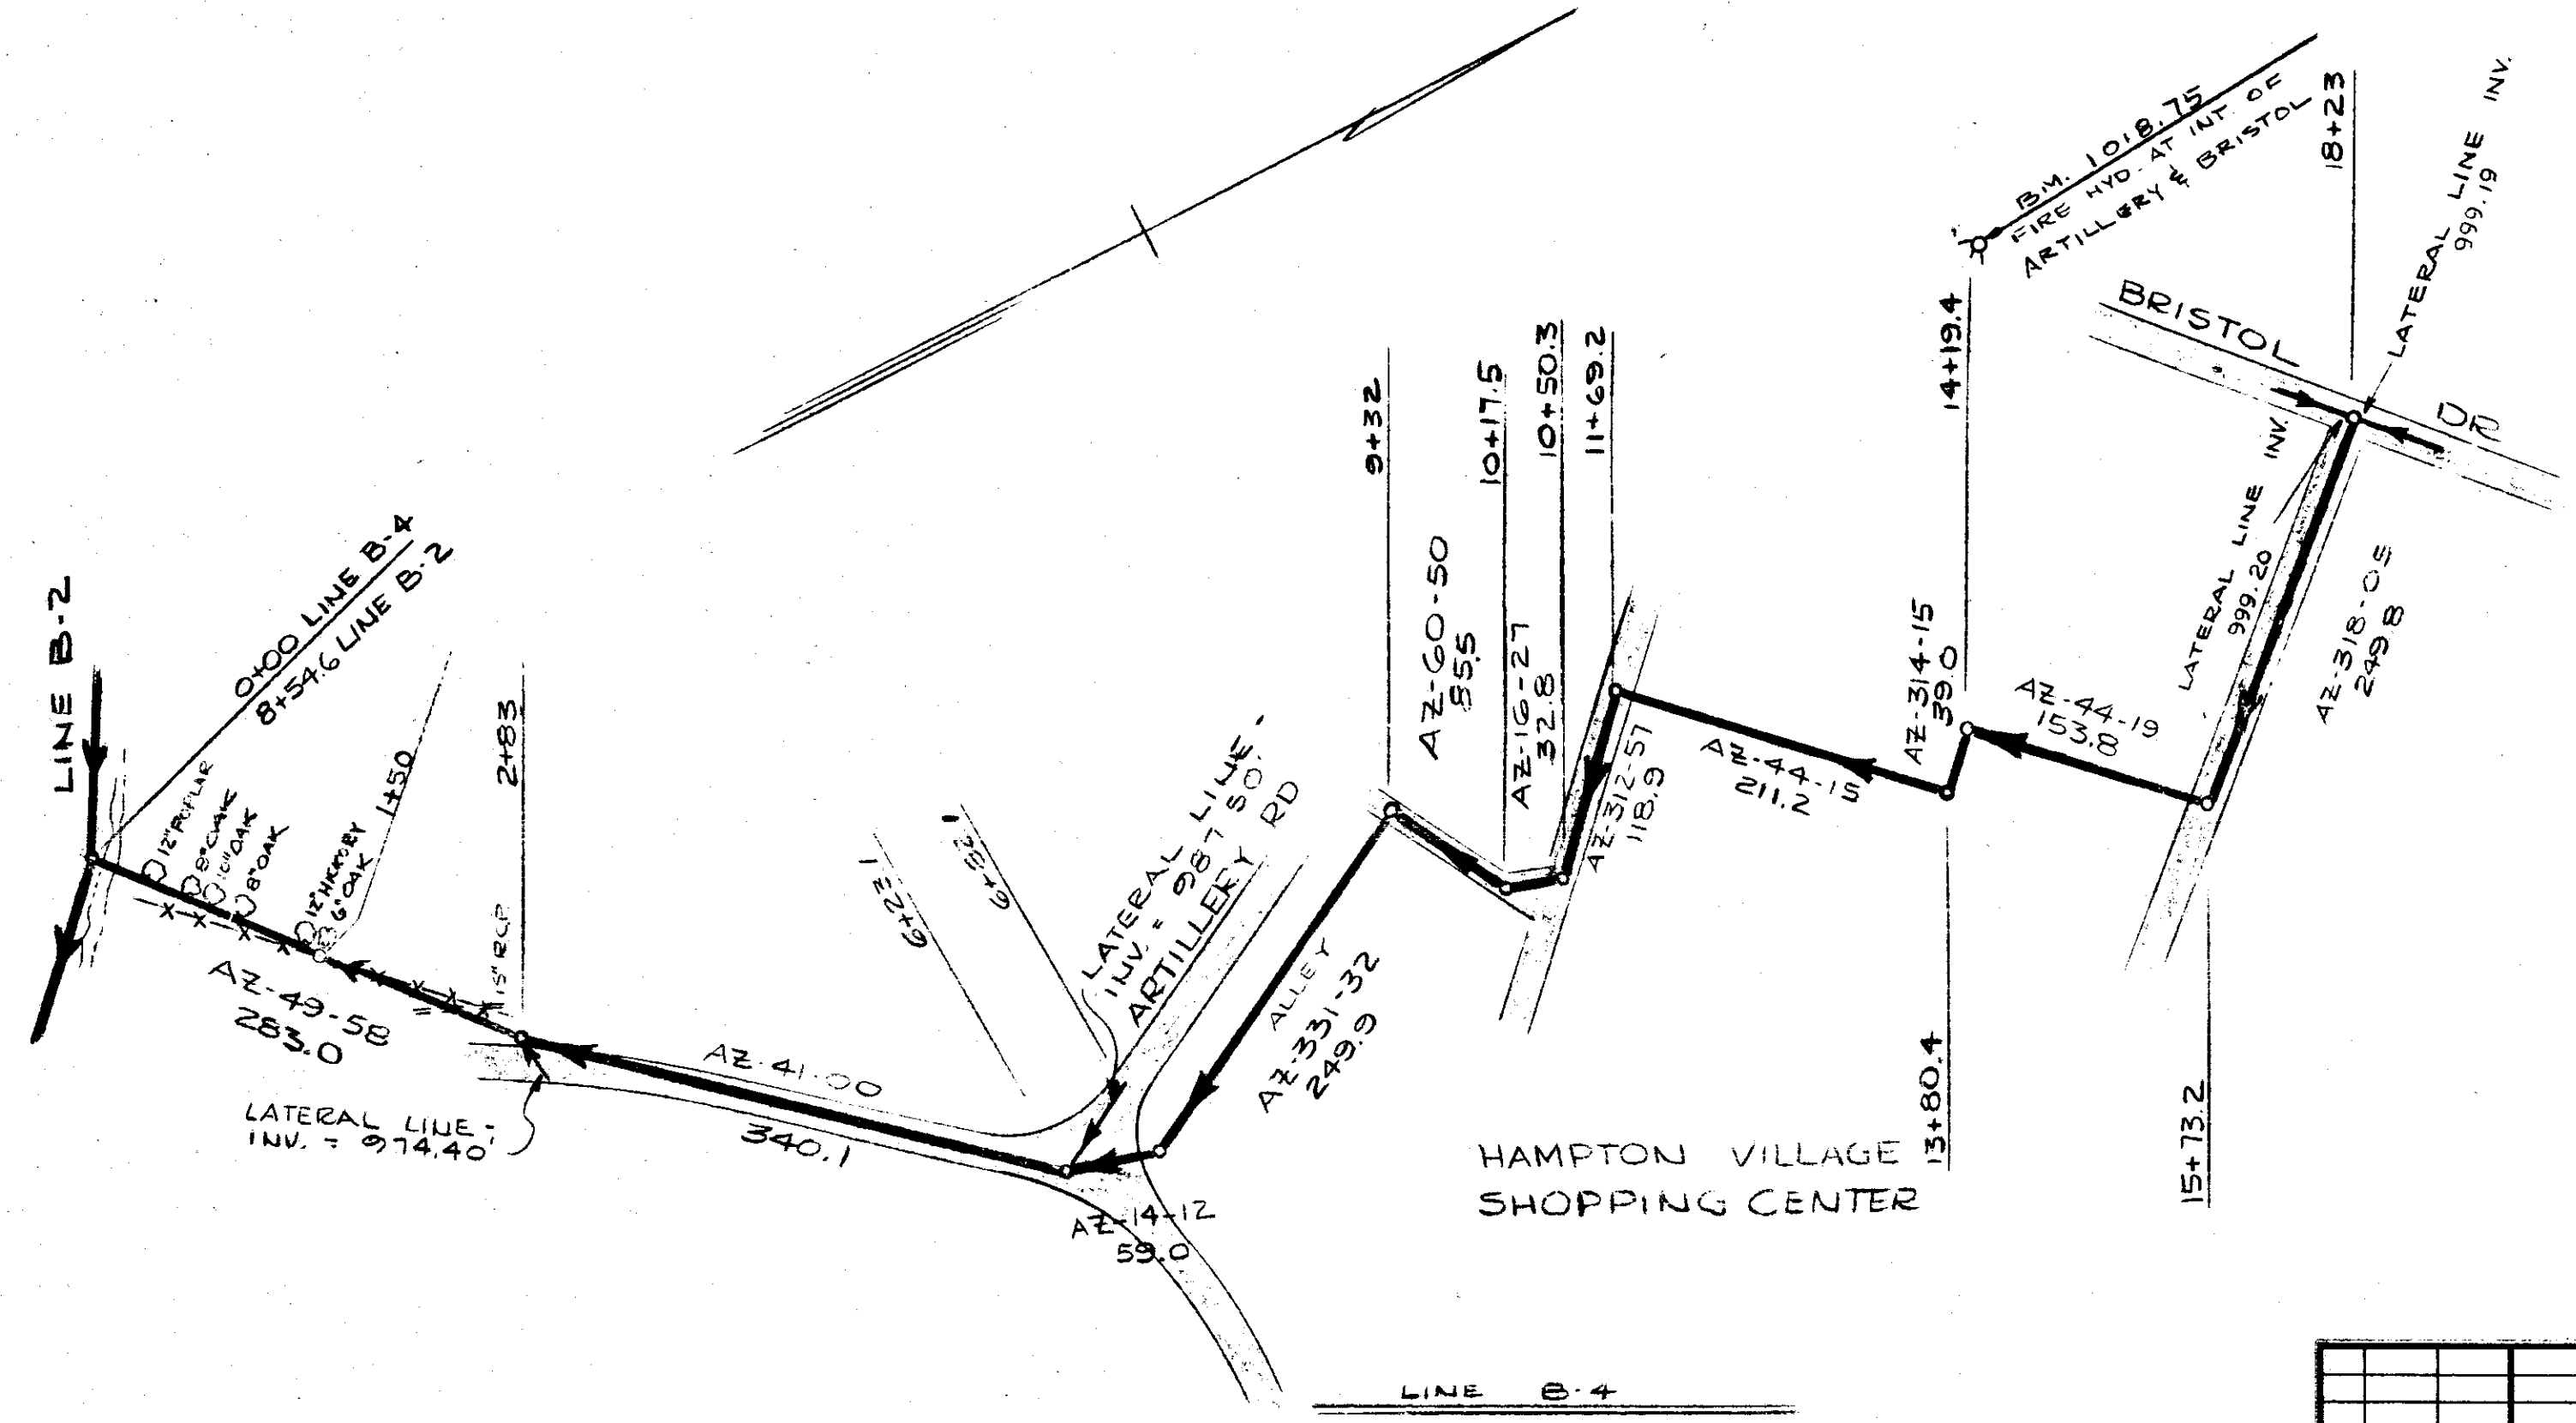 LINE B-2
0+00 LINE B-4
8+54.6 LINE B-2
12" POPLAR
8" OAK
10" OAK
8" OAK
12" HICKORY
6" OAK
1+50
2+83
15" RCP
AZ-49-58
283.0
LATERAL LINE-
INV. = 974.40
AZ-41-00
340.1
6+23.1
6+82.1
LATERAL LINE-
INV. = 987.50
ARTILLERY RD
AZ-14-12
59.0
ALLEY
AZ-331-32
249.9
9+32
AZ-60-50
85.5
10+17.5
AZ-16-27
32.8
10+50.3
11+69.2
AZ-312-57
118.9
AZ-44-15
211.2
AZ-314-15
39.0
14+19.4
13+80.4
AZ-44-19
153.8
15+73.2
B.M. 1018.75
FIRE HYD. AT INT. OF
ARTILLERY & BRISTOL
BRISTOL DR
18+23
LATERAL LINE INV.
999.19
LATERAL LINE INV.
999.20
AZ-318-05
249.8
HAMPTON VILLAGE
SHOPPING CENTER
LINE B-4